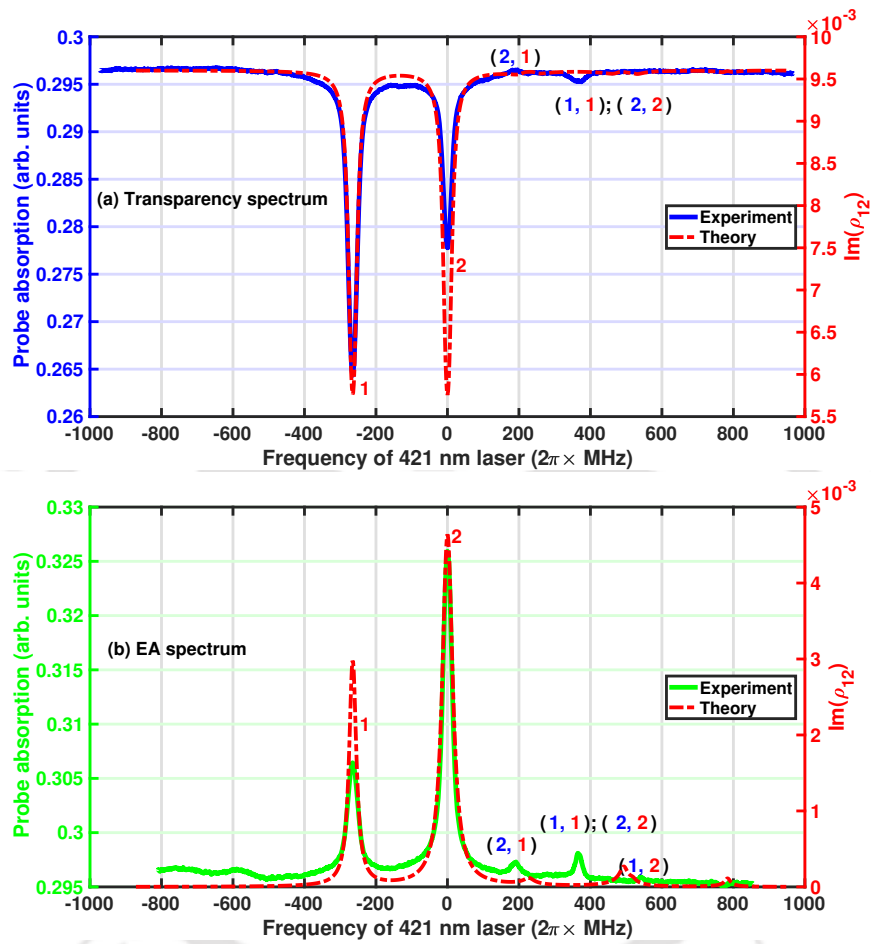 ×10-3
0.3
0.295
0.29
0.285
0.28
0.275
0.27
0.265
0.26
Probe absorption (arb. units)
(2, 1)
(1, 1); (2, 2)
(a) Transparency spectrum
Experiment
Theory
1
2
10
9.5
9
8.5
8
7.5
7
6.5
6
5.5
Im(ρ12)
-1000 -800 -600 -400 -200 0 200 400 600 800 1000
Frequency of 421 nm laser (2π× MHz)
×10-3
0.33
0.325
0.32
0.315
0.31
0.305
0.3
0.295
Probe absorption (arb. units)
2
(b) EA spectrum
Experiment
Theory
1
(1, 1); (2, 2)
(2, 1)
(1, 2)
5
4
3
2
1
0
Im(ρ12)
-1000 -800 -600 -400 -200 0 200 400 600 800 1000
Frequency of 421 nm laser (2π× MHz)